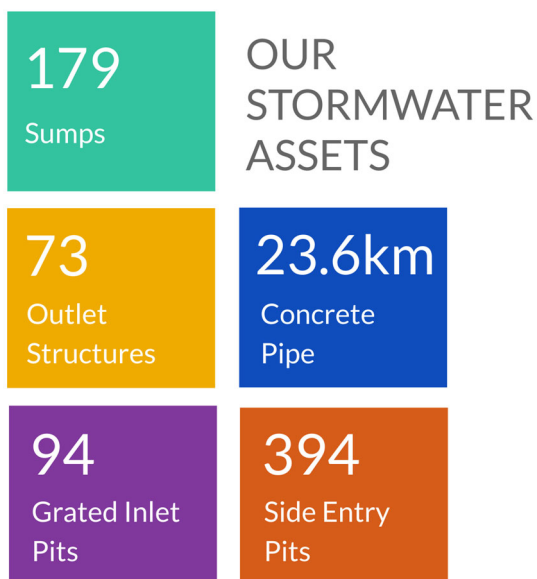 179
Sumps
OUR
STORMWATER
ASSETS
73
Outlet
Structures
23.6km
Concrete
Pipe
94
Grated Inlet
Pits
394
Side Entry
Pits